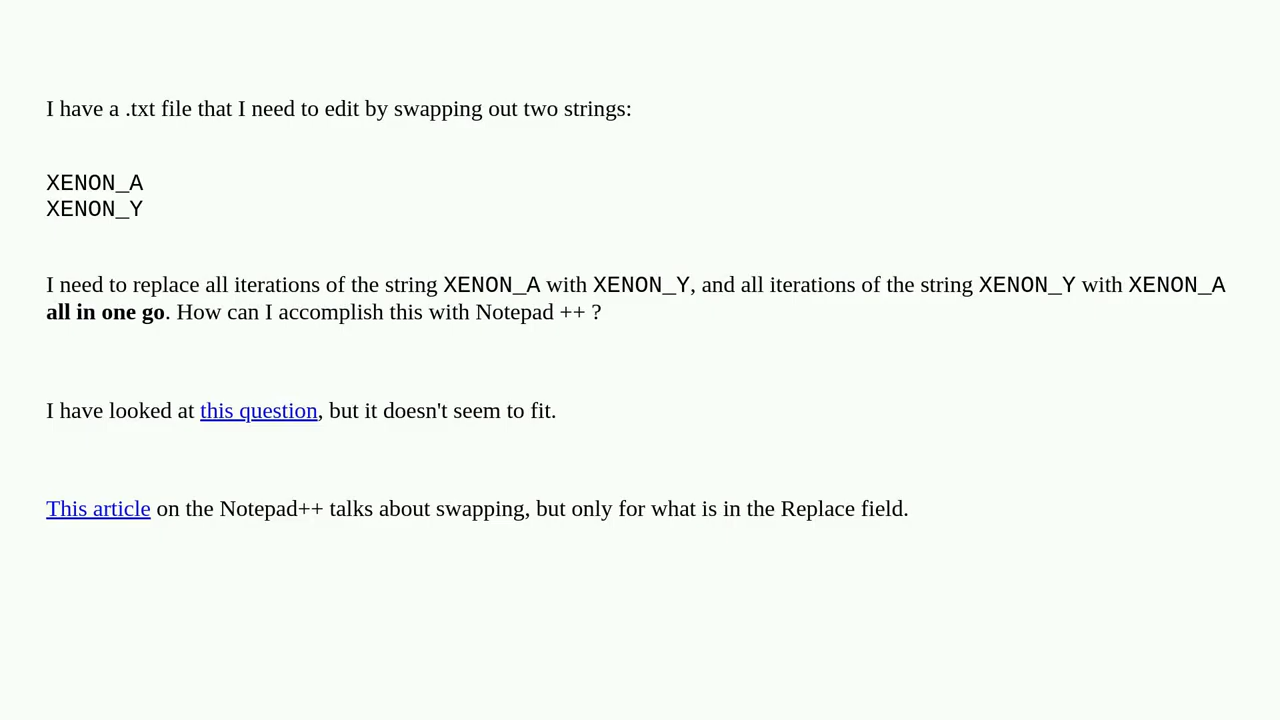 I have a .txt file that I need to edit by swapping out two strings:
XENON_A
XENON_Y
I need to replace all iterations of the string XENON_A with XENON_Y, and all iterations of the string XENON_Y with XENON_A
all in one go. How can I accomplish this with Notepad ++ ?
I have looked at this question, but it doesn't seem to fit.
This article on the Notepad++ talks about swapping, but only for what is in the Replace field.